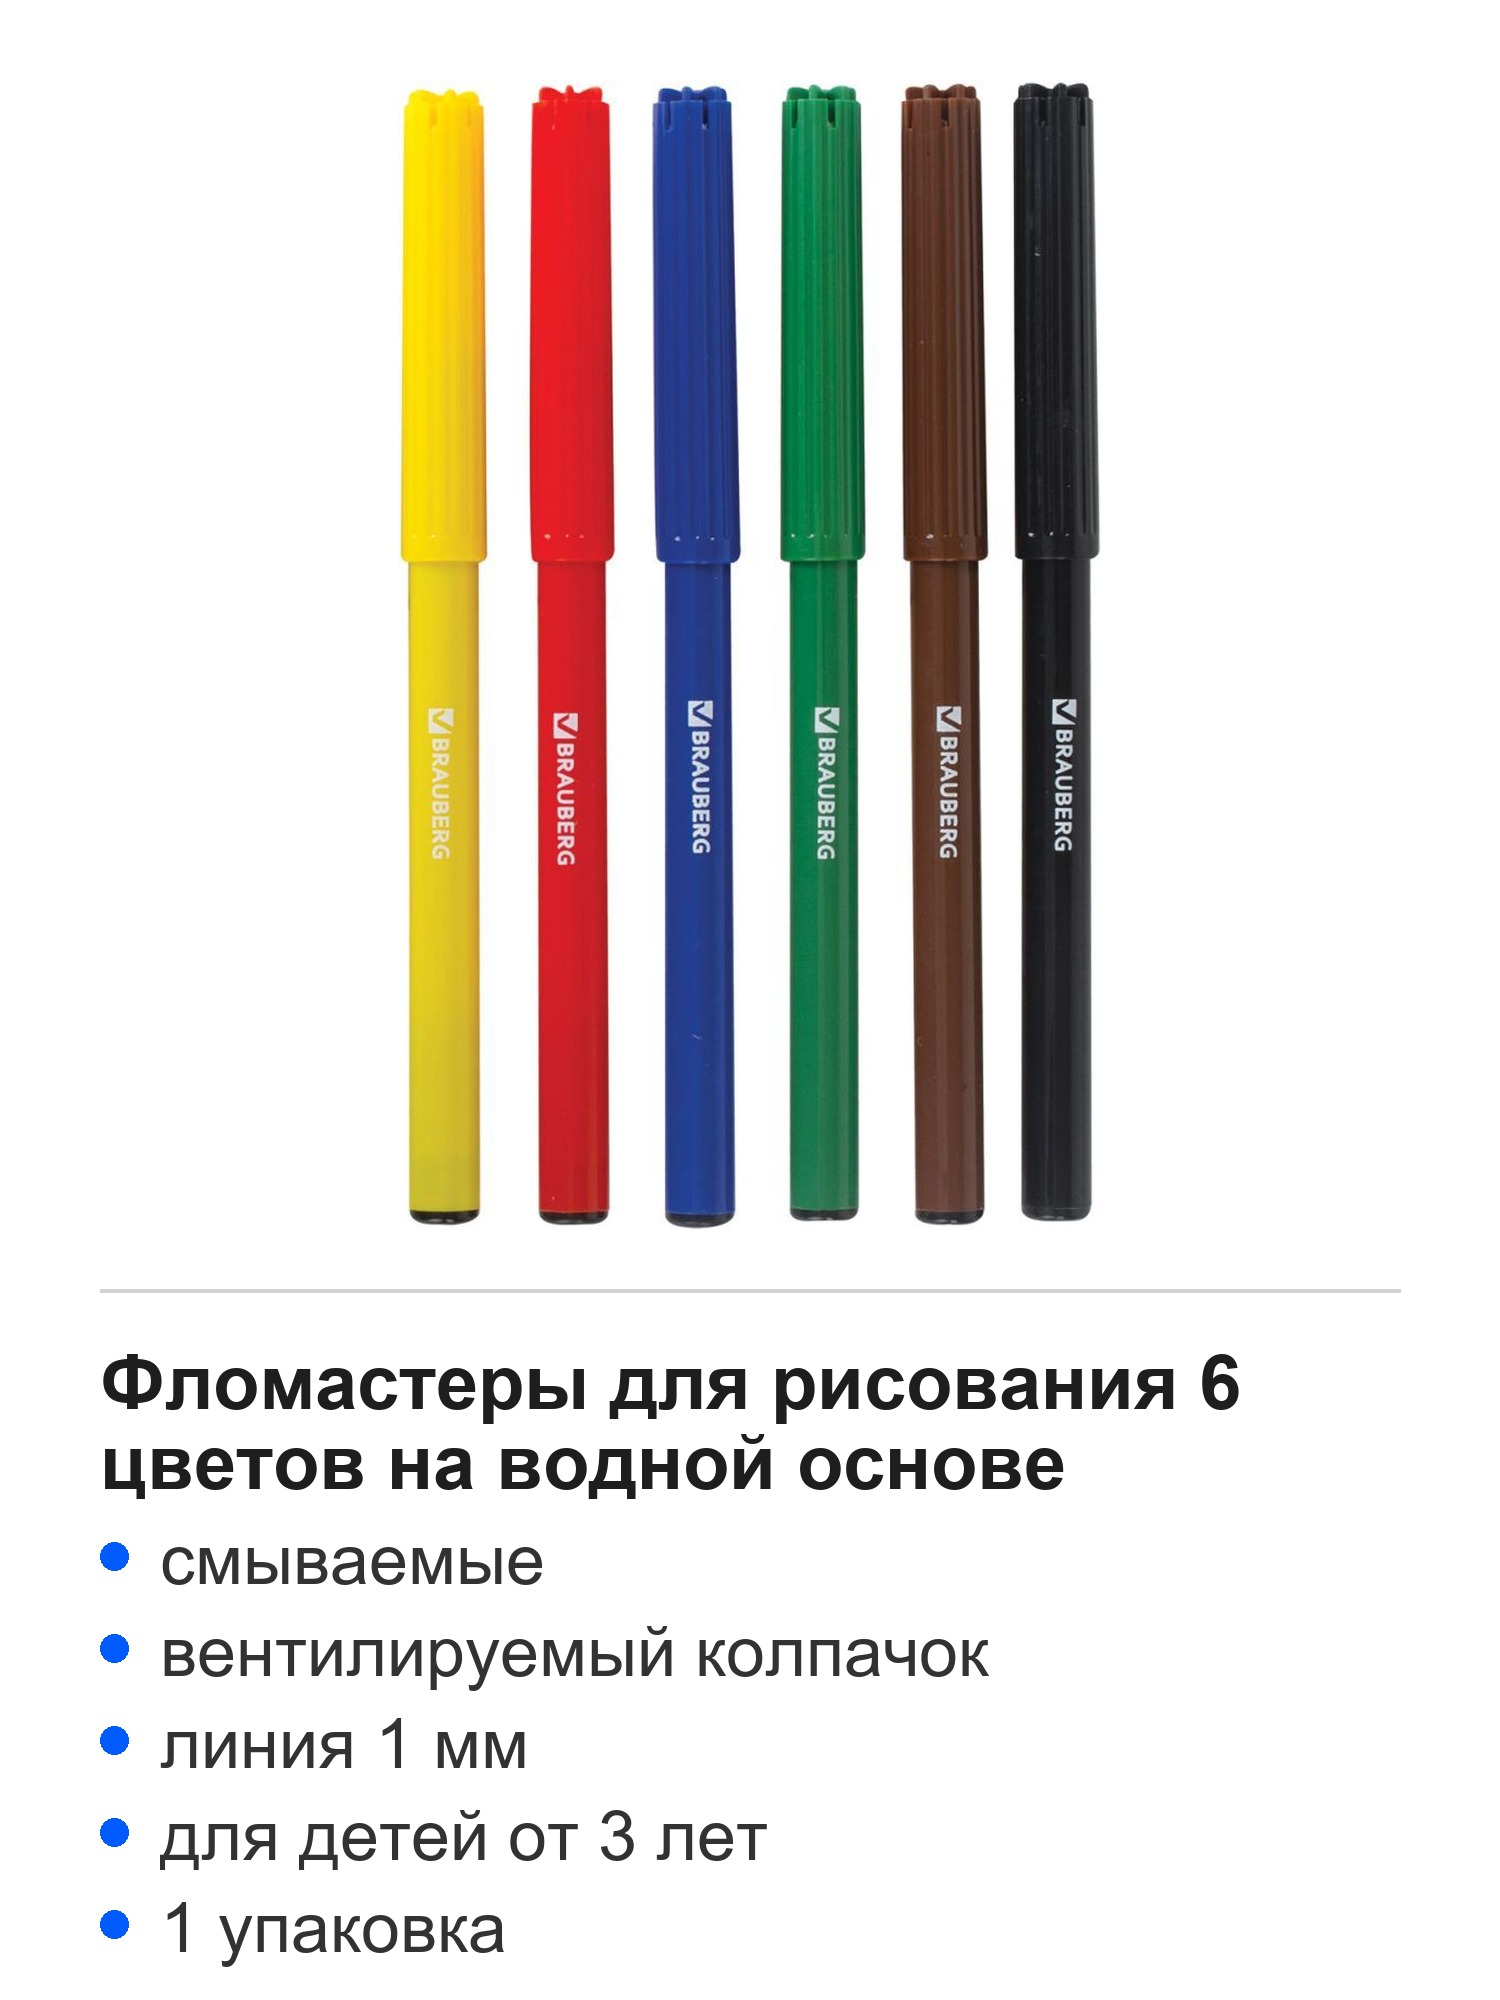 BRAUBERG
BRAUBERG
BRAUBERG
BRAUBERG
BRAUBERG
BRAUBERG
Фломастеры для рисования 6
цветов на водной основе
смываемые
вентилируемый колпачок
линия 1 мм
для детей от 3 лет
1 упаковка